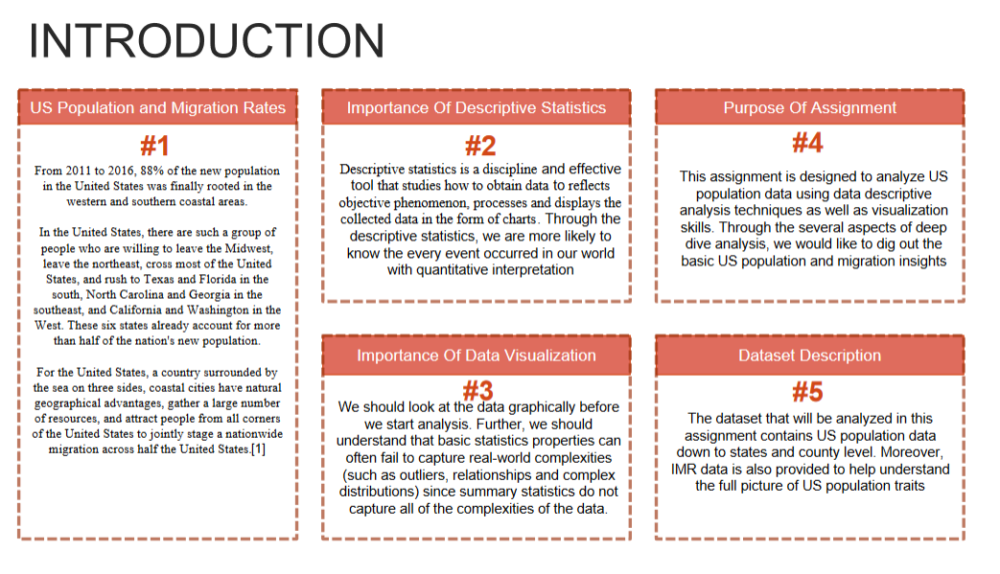 INTRODUCTION
US Population and Migration Rates
#1
From 2011 to 2016, 88% of the new population
in the United States was finally rooted in the
western and southern coastal areas.
In the United States, there are such a group of
people who are willing to leave the Midwest,
leave the northeast, cross most of the United
States, and rush to Texas and Florida in the
south, North Carolina and Georgia in the
southeast, and California and Washington in the
West. These six states already account for more
than half of the nation's new population.
For the United States, a country surrounded by
the sea on three sides, coastal cities have natural
geographical advantages, gather a large number
of resources, and attract people from all corners
of the United States to jointly stage a nationwide
migration across half the United States.[1]
Importance Of Descriptive Statistics
#2
Descriptive statistics is a discipline and effective
tool that studies how to obtain data to reflects
objective phenomenon, processes and displays the
collected data in the form of charts. Through the
descriptive statistics, we are more likely to
know the every event occurred in our world
with quantitative interpretation
Importance Of Data Visualization
#3
We should look at the data graphically before
we start analysis. Further, we should
understand that basic statistics properties can
often fail to capture real-world complexities
(such as outliers, relationships and complex
distributions) since summary statistics do not
capture all of the complexities of the data.
Purpose Of Assignment
#4
This assignment is designed to analyze US
population data using data descriptive
analysis techniques as well as visualization
skills. Through the several aspects of deep
dive analysis, we would like to dig out the
basic US population and migration insights
Dataset Description
#5
The dataset that will be analyzed in this
assignment contains US population data
down to states and county level. Moreover,
IMR data is also provided to help understand
the full picture of US population traits